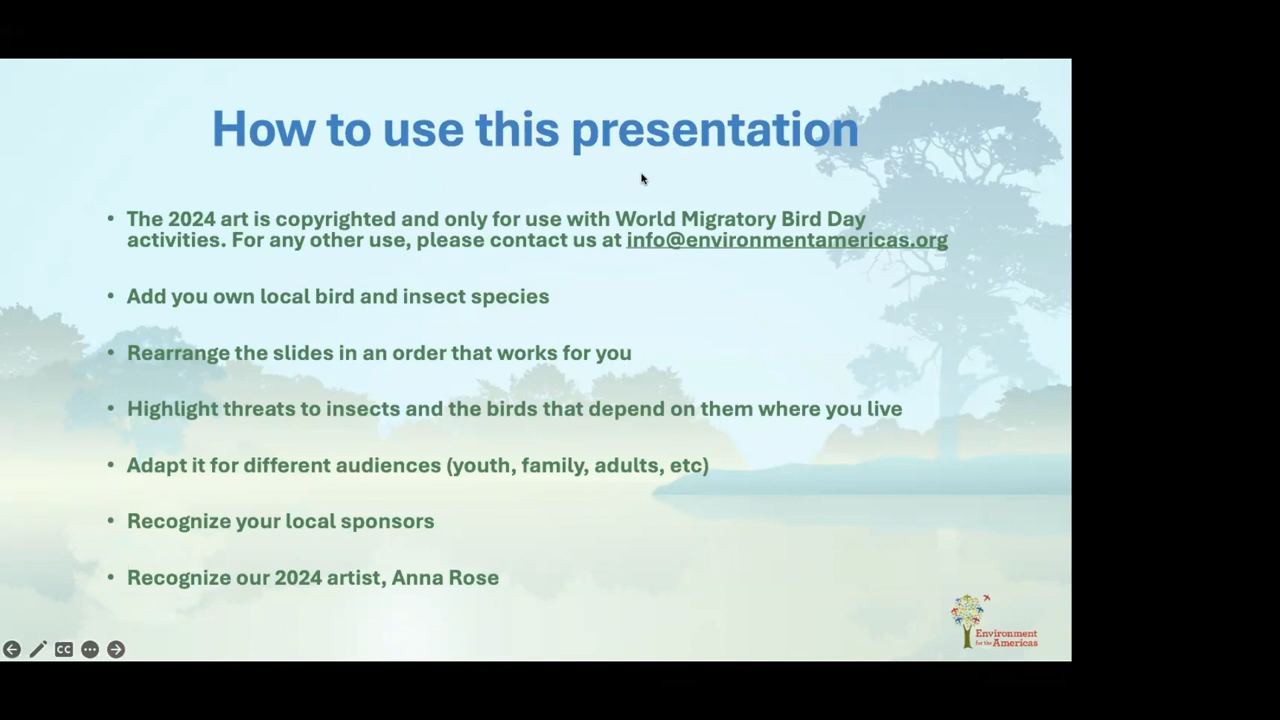 How to use this presentation
• The 2024 art is copyrighted and only for use with World Migratory Bird Day
activities. For any other use, please contact us at info@environmentamericas.org
• Add you own local bird and insect species
• Rearrange the slides in an order that works for you
• Highlight threats to insects and the birds that depend on them where you live
• Adapt it for different audiences (youth, family, adults, etc)
• Recognize your local sponsors
• Recognize our 2024 artist, Anna Rose
Environment
for the Americas
CC